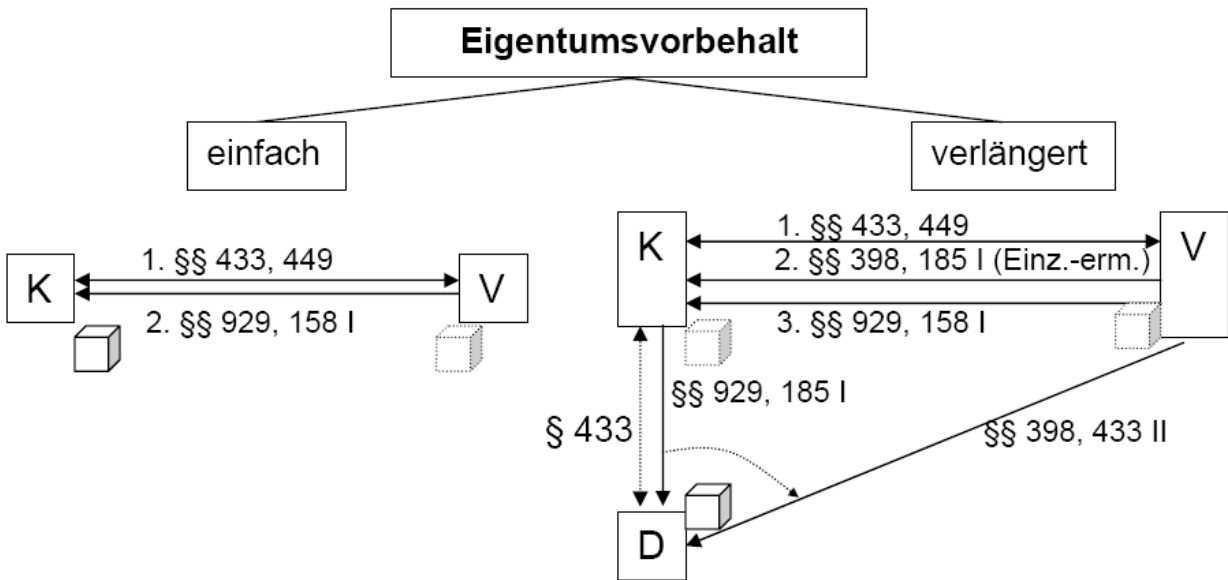 Eigentumsvorbehalt
einfach
verlängert
K
1. §§ 433, 449
V
2. §§ 929, 158 I
K
1. §§ 433, 449
V
2. §§ 398, 185 I (Einz.-erm.)
3. §§ 929, 158 I
§§ 929, 185 I
§ 433
§§ 398, 433 II
D